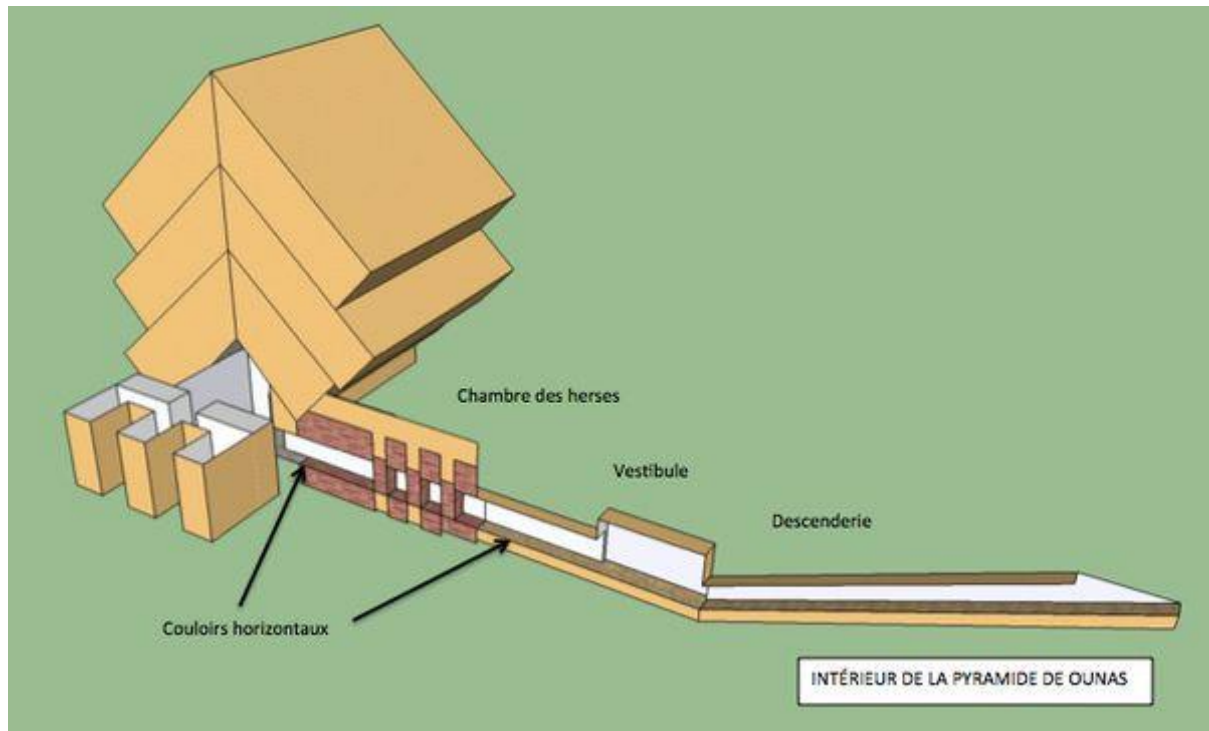 Chambre des herses
Vestibule
Descenderie
Couloirs horizontaux
INTÉRIEUR DE LA PYRAMIDE DE OUNAS